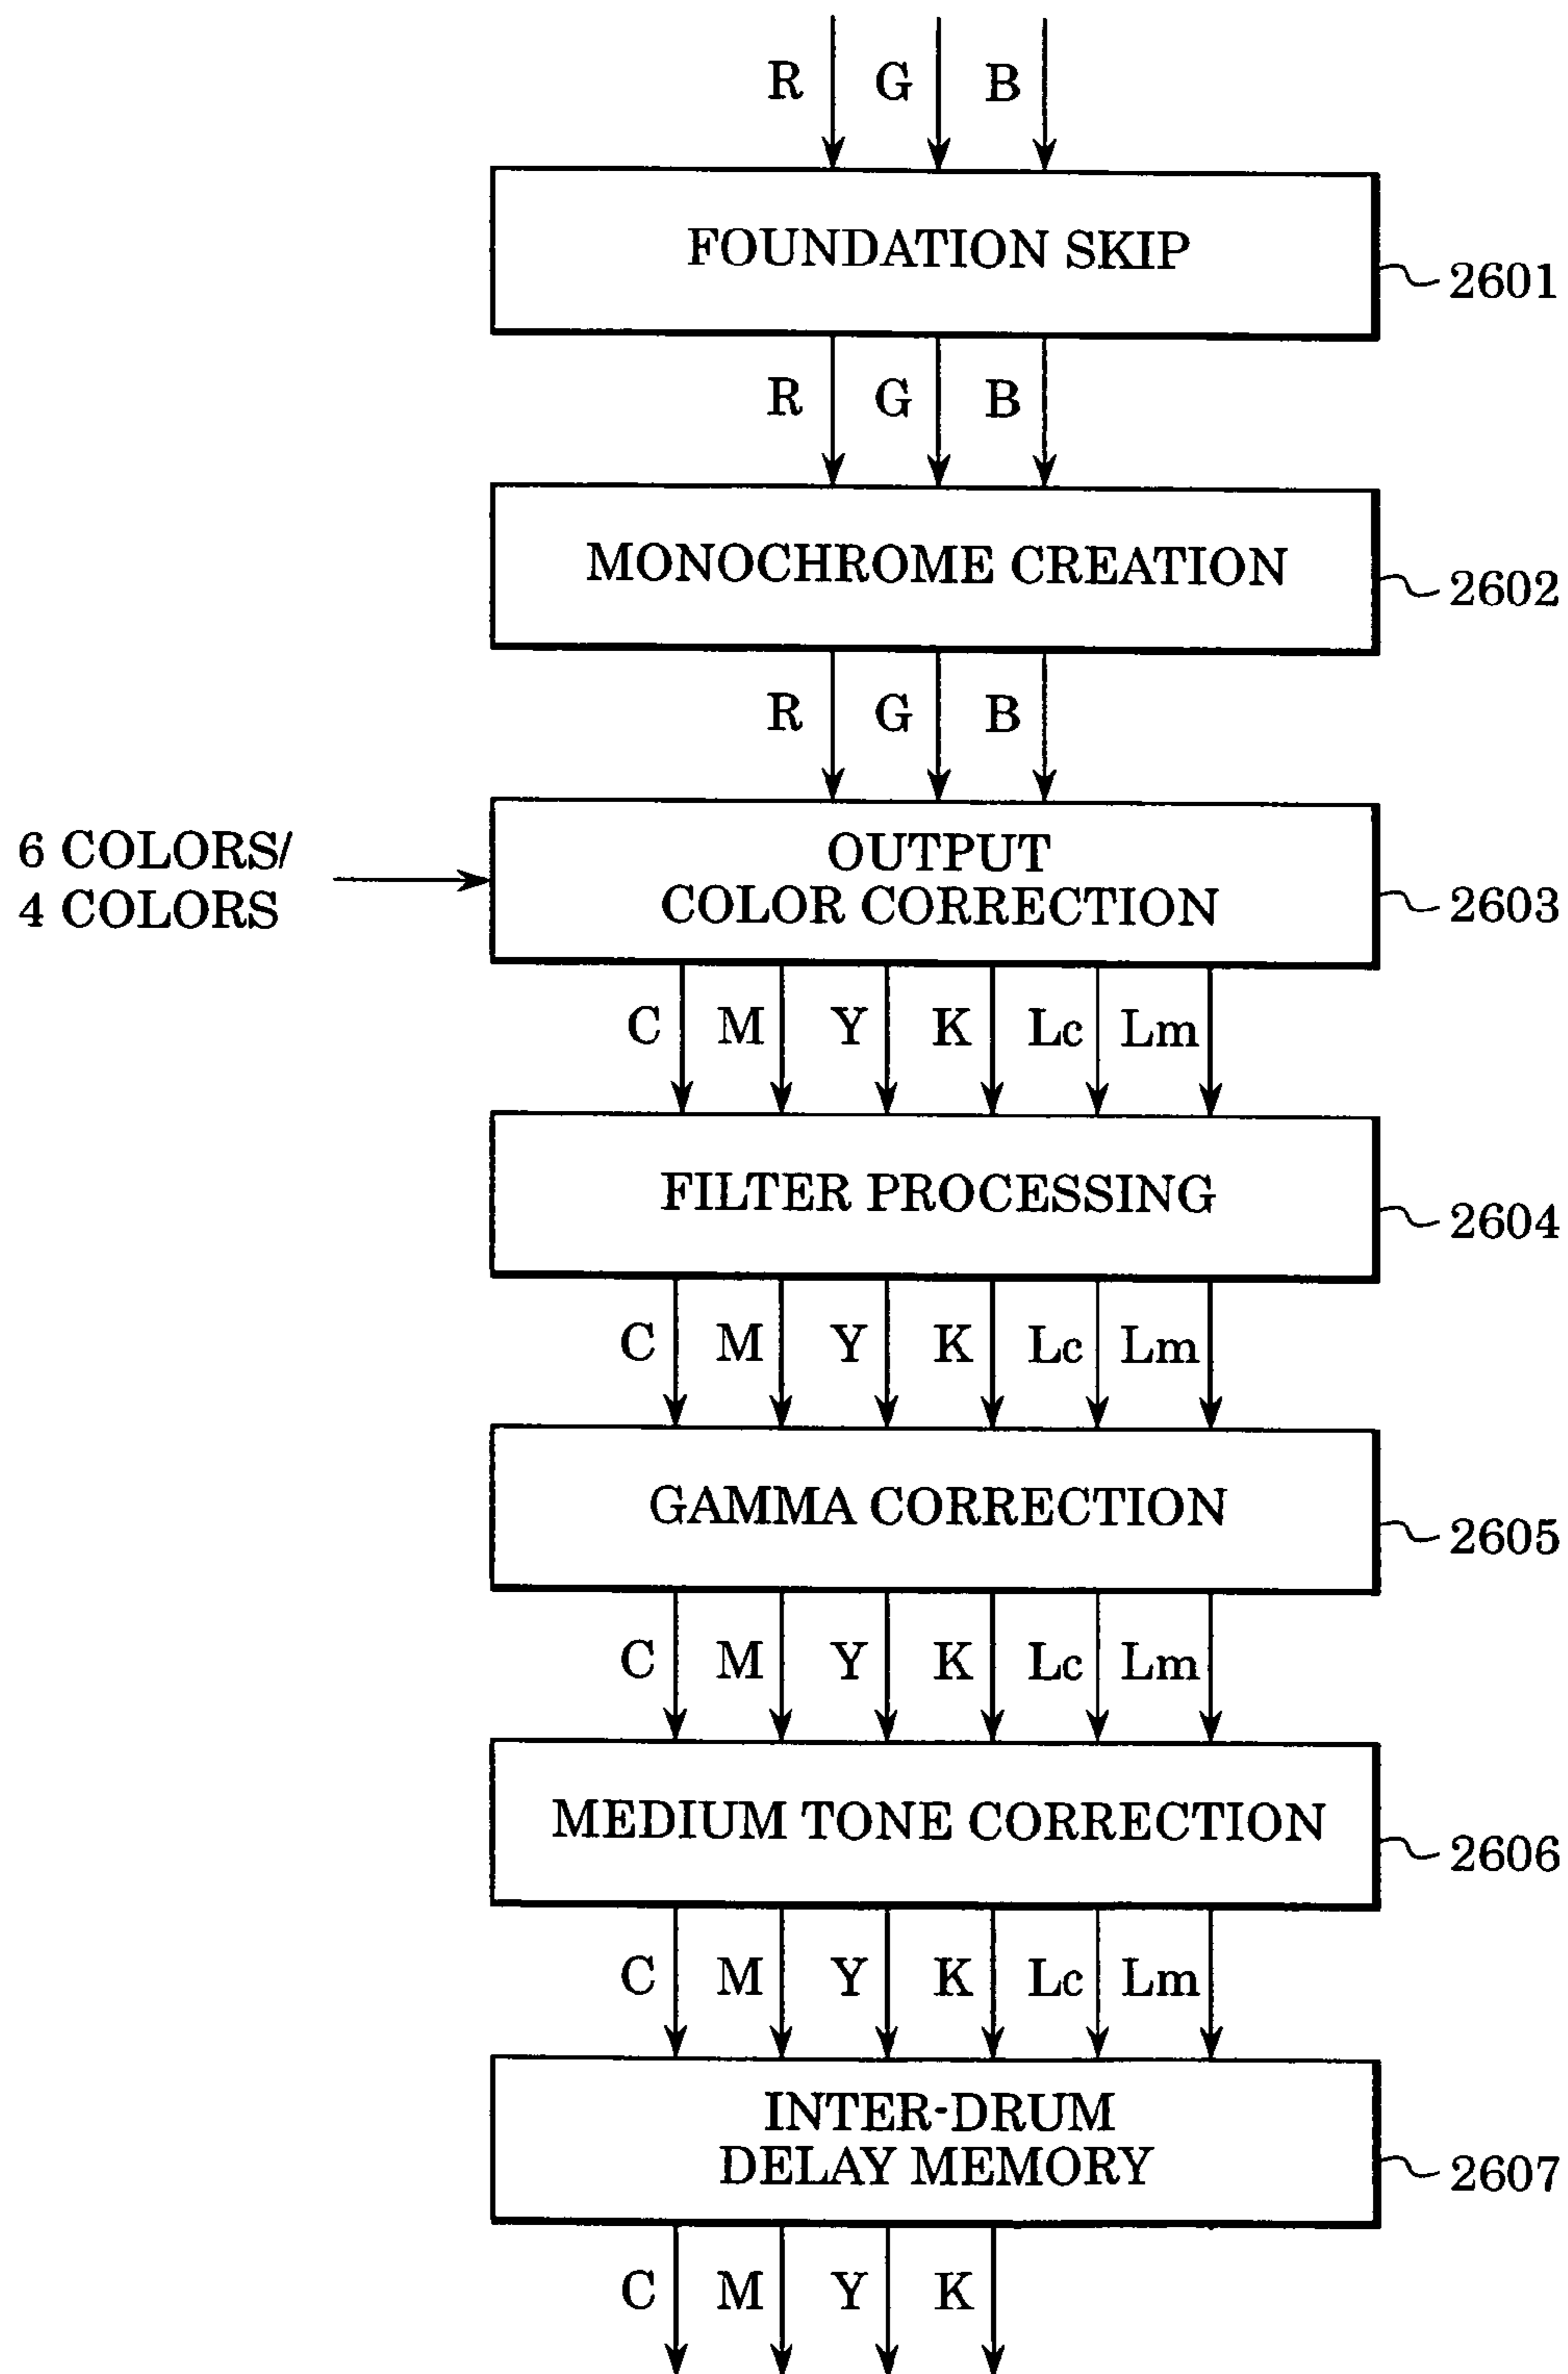 R G B
FOUNDATION SKIP
2601
R G B
MONOCHROME CREATION
2602
R G B
6 COLORS/
4 COLORS
OUTPUT
COLOR CORRECTION
2603
C M Y K Lc Lm
FILTER PROCESSING
2604
C M Y K Lc Lm
GAMMA CORRECTION
2605
C M Y K Lc Lm
MEDIUM TONE CORRECTION
2606
C M Y K Lc Lm
INTER-DRUM
DELAY MEMORY
2607
C M Y K